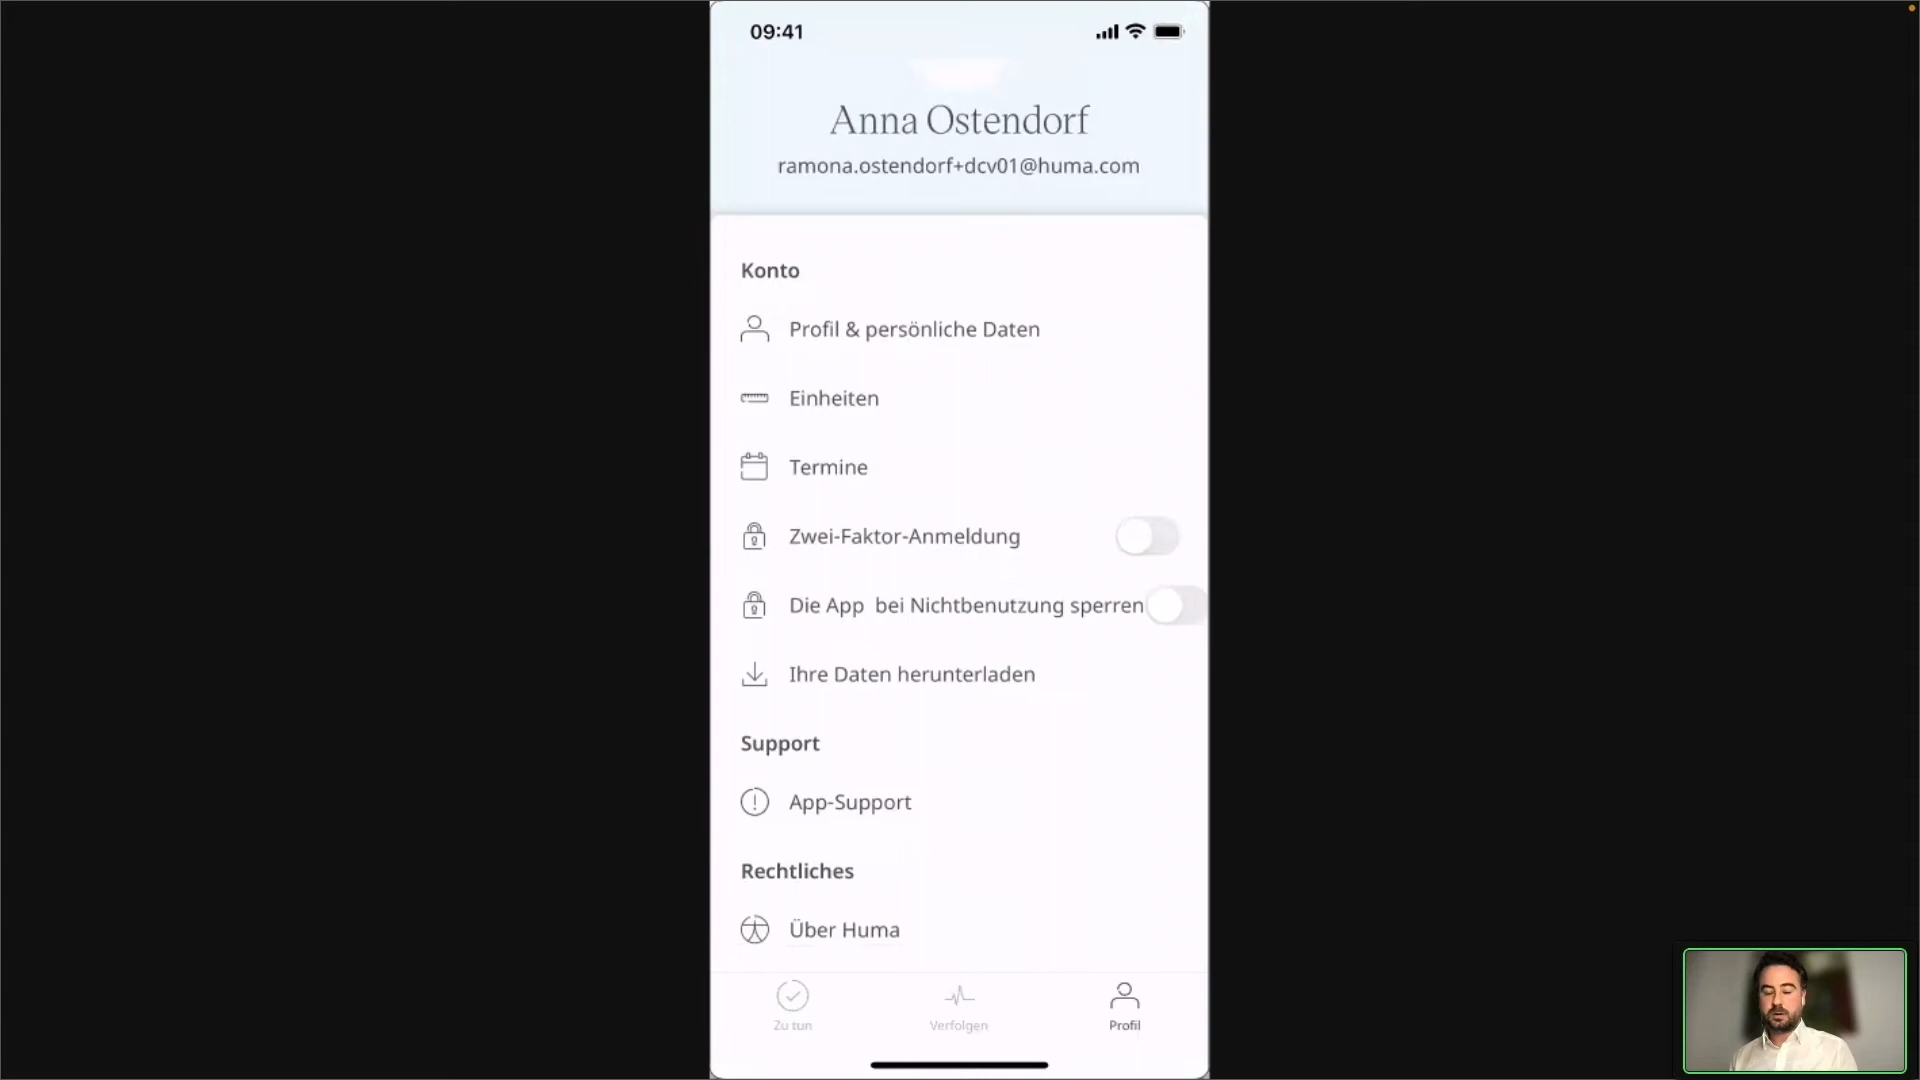 09:41
Anna Ostendorf
ramona.ostendorf+dcv01@huma.com
Konto
Profil & persönliche Daten
Einheiten
Termine
Zwei-Faktor-Anmeldung
Die App  bei Nichtbenutzung sperren
Ihre Daten herunterladen
Support
App-Support
Rechtliches
Über Huma
Zu tun
Verfolgen
Profil